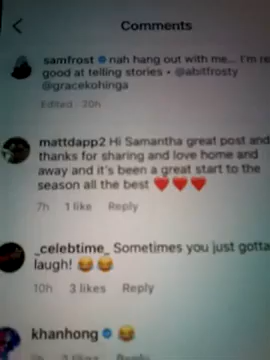 Comments
samfrost nah hang out with me... I'm re
good at telling stories • @abitfrosty
@gracekohinga
Edited · 20h
mattdapp2 Hi Samantha great post and
thanks for sharing and love home and
away and it's been a great start to the
season all the best ❤️❤️❤️
7h 1 like Reply
_celebtime_ Sometimes you just gotta
laugh! 😂😂
10h 3 likes Reply
khanhong 😂
Reply